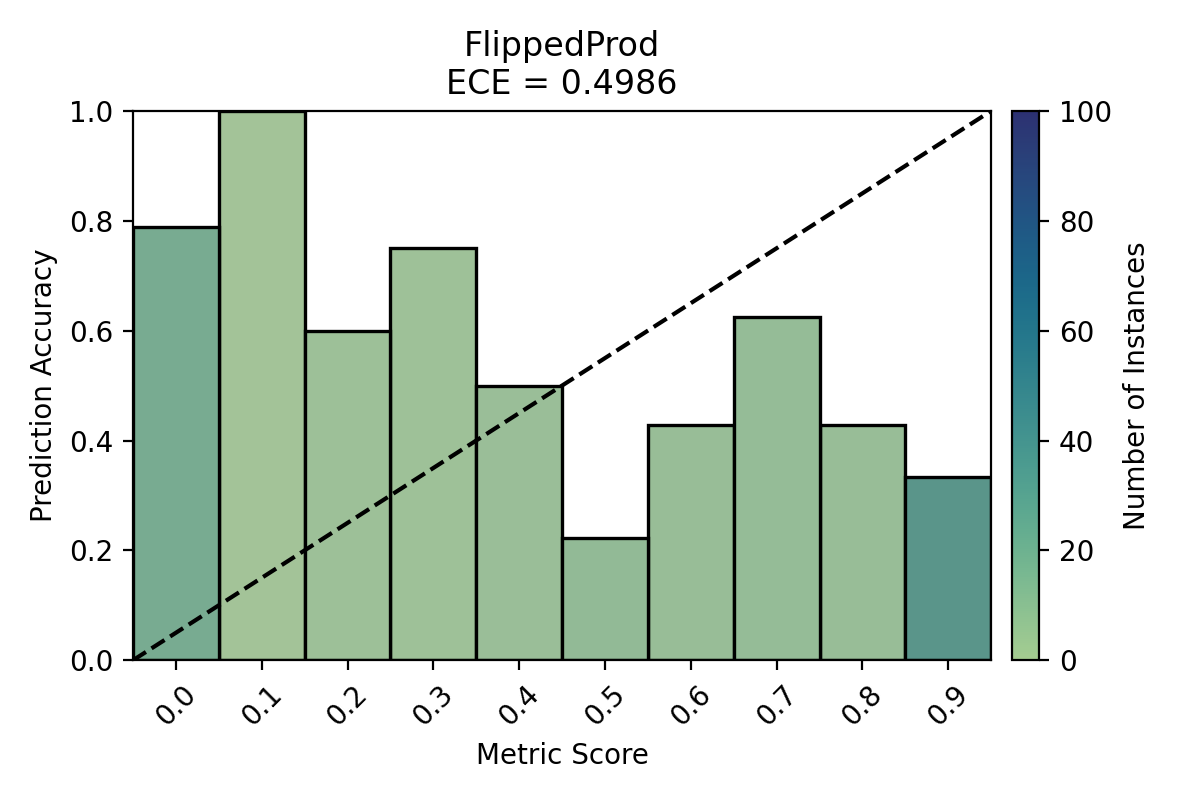 FlippedProd
ECE = 0.4986
1.0
0.8
0.6
0.4
0.2
0.0
Prediction Accuracy
0.0 0.1 0.2 0.3 0.4 0.5 0.6 0.7 0.8 0.9
Metric Score
100
80
60
40
20
0
Number of Instances